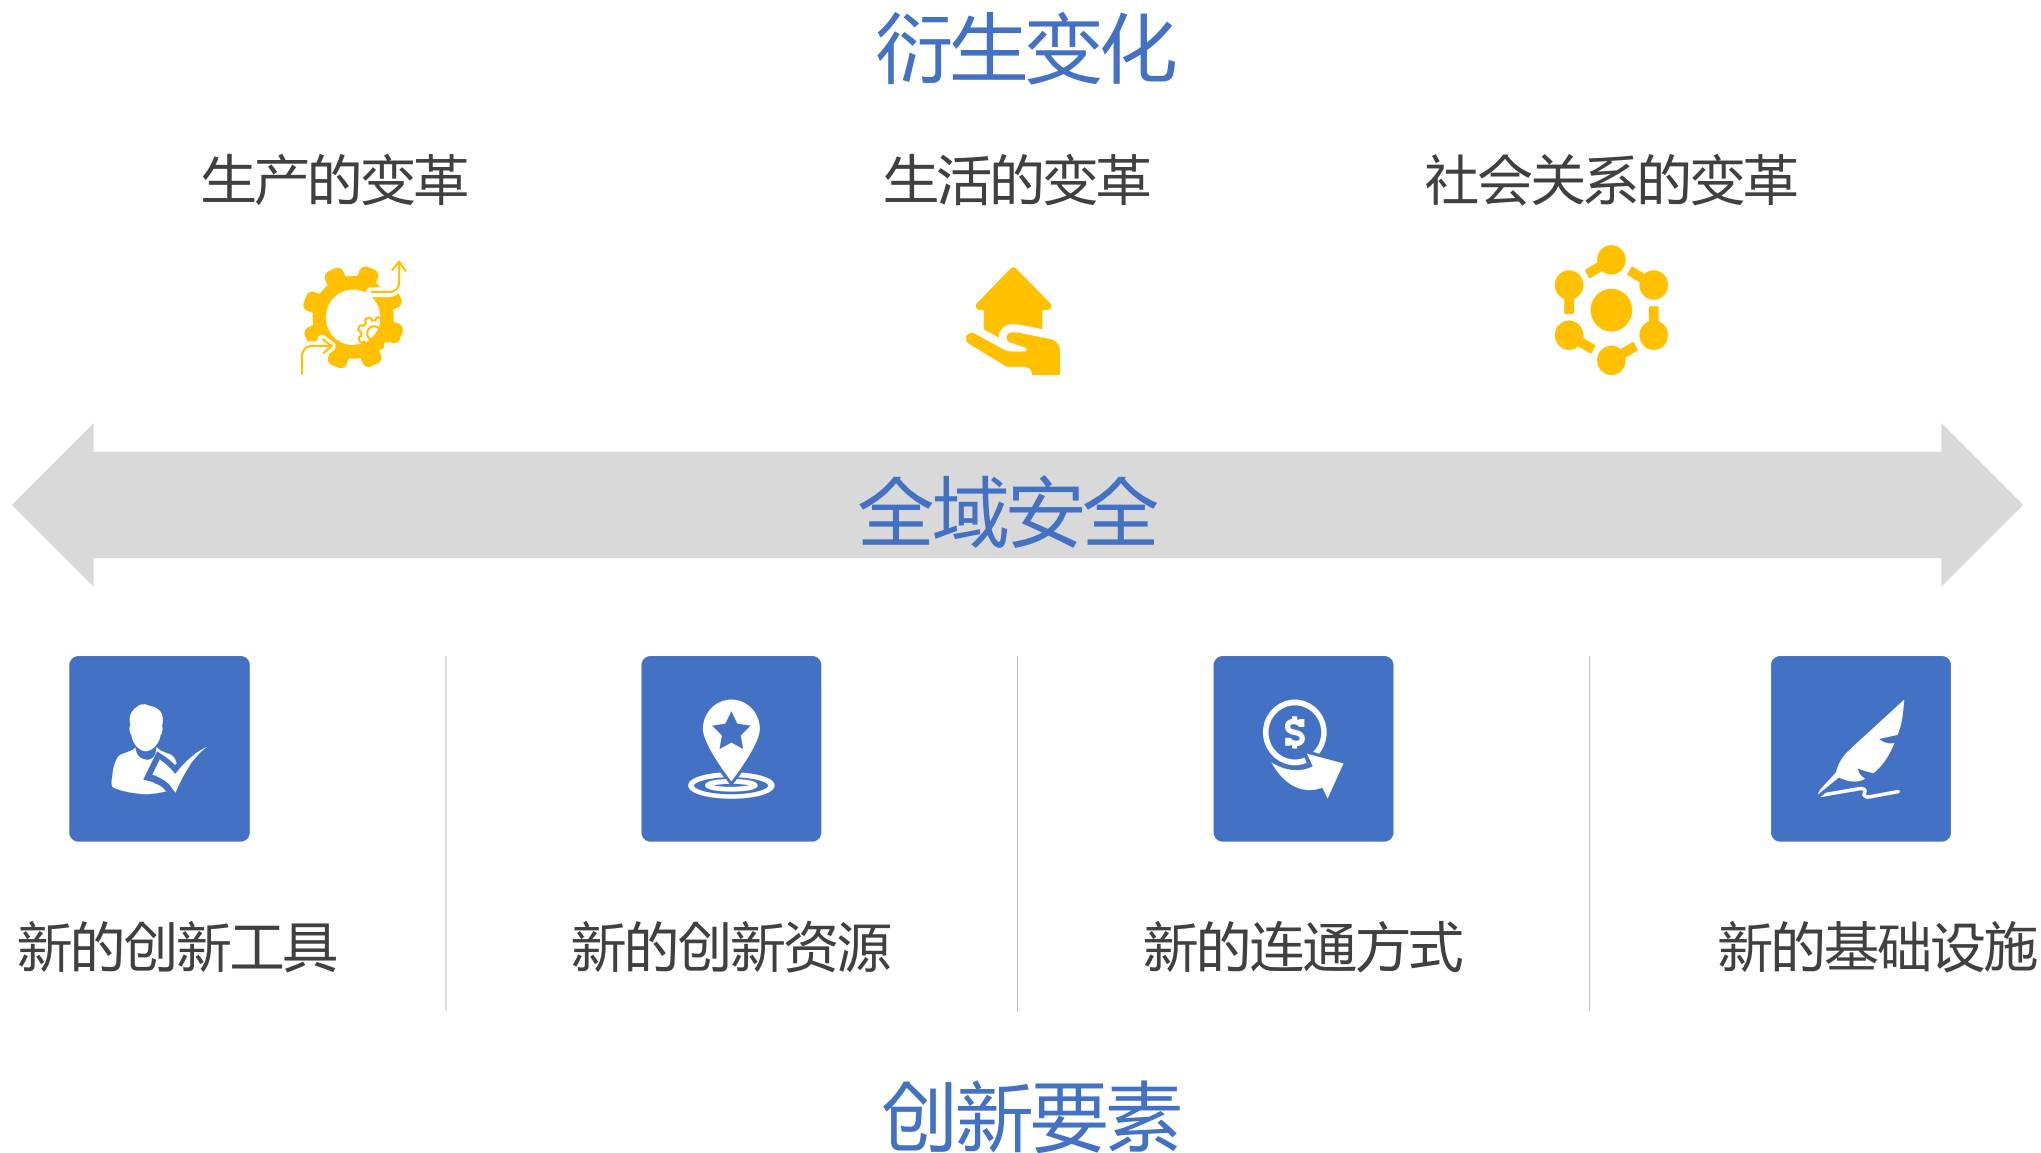 衍生变化
生产的变革
生活的变革
社会关系的变革
全域安全
新的创新工具
新的创新资源
新的连通方式
新的基础设施
创新要素